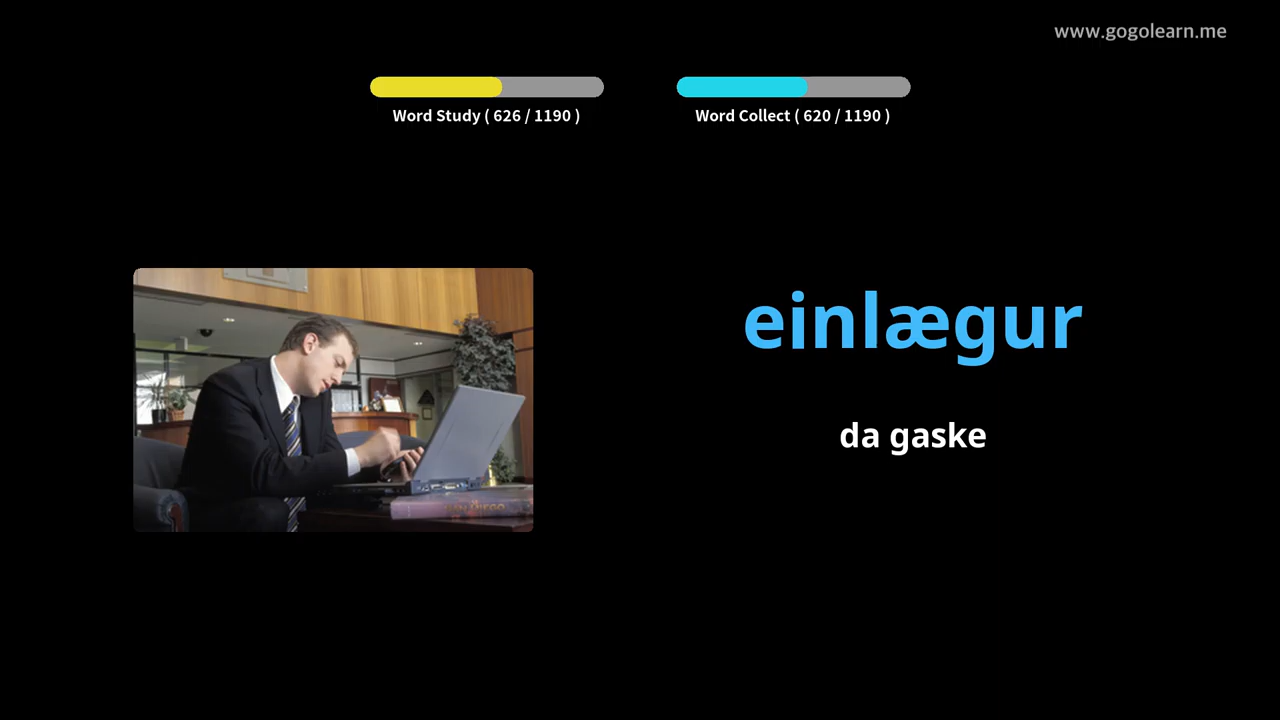 www.gogolearn.me
Word Study ( 626 / 1190 )
Word Collect ( 620 / 1190 )
einlægur
da gaske